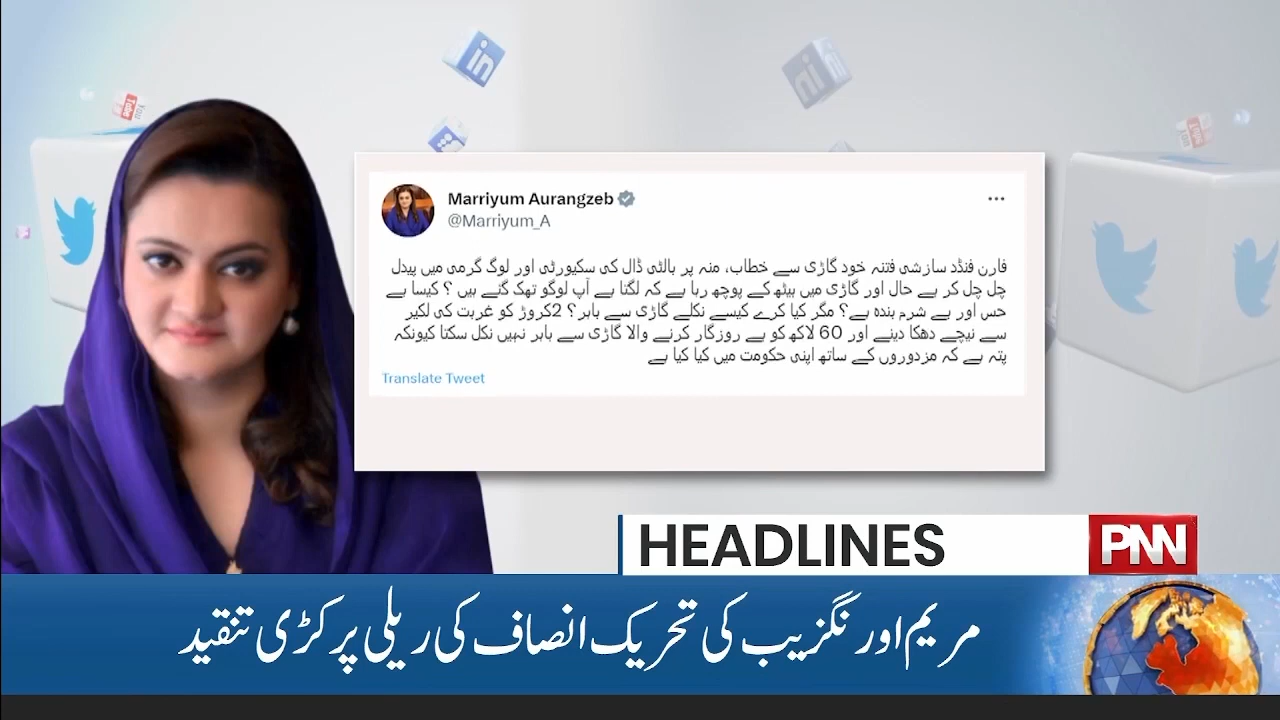 Marriyum Aurangzeb
@Marriyum_A
فارن فنڈڈ سازشی فتنہ خود گاڑی سے خطاب، منہ پر بالٹی ڈال کی سکیورٹی اور لوگ گرمی میں پیدل
چل چل کر بے حال اور گاڑی میں بیٹھ کے پوچھ رہا ہے کہ لگتا ہے آپ لوگو تھک گئے ہیں ؟ کیسا بے
حس اور بے شرم بندہ ہے؟ مگر کیا کرے کیسے نکلے گاڑی سے باہر؟ 2کروڑ کو غربت کی لکیر
سے نیچے دھکا دینے اور 60 لاکھ کو بے روزگار کرنے والا گاڑی سے باہر نہیں نکل سکتا کیونکہ
پتہ ہے کہ مزدوروں کے ساتھ اپنی حکومت میں کیا کیا ہے
Translate Tweet
HEADLINES
PNN
مریم اورنگزیب کی تحریک انصاف کی ریلی پر کڑی تنقید